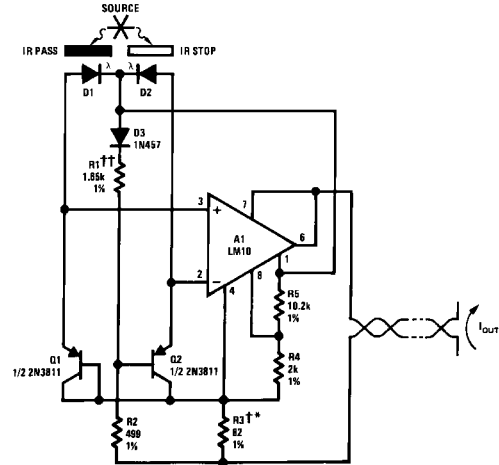 SOURCE
IR PASS
IR STOP
λ
λ
D1
D2
D3
1N457
R1††
1.65k
1%
3
+
7
A1
LM10
6
1
2
−
4
8
R5
10.2k
1%
IOUT
Q1
1/2 2N3811
Q2
1/2 2N3811
R4
2k
1%
R2
499
1%
R3†*
82
1%